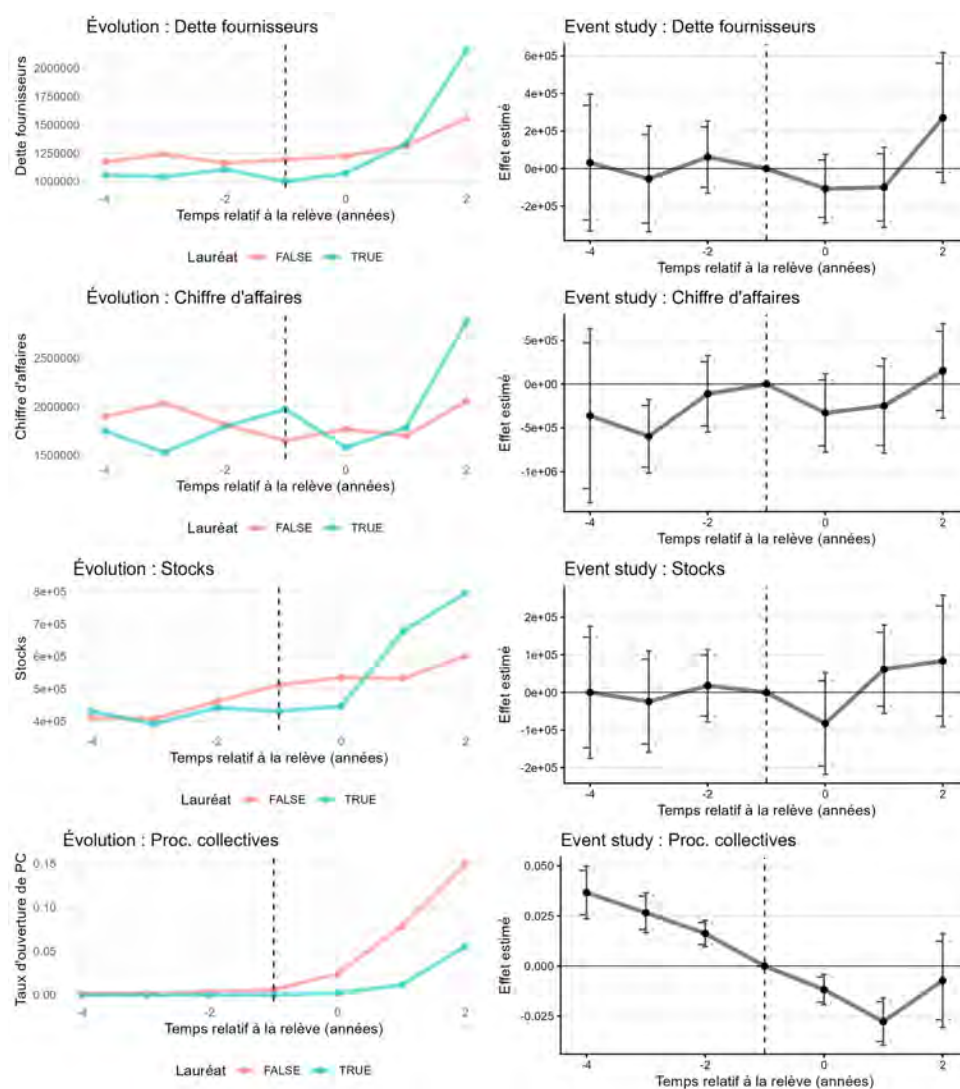 Évolution : Dette fournisseurs
Dette fournisseurs
2000000
1750000
1500000
1250000
1000000
-4
-2
0
2
Temps relatif à la relève (années)
Lauréat FALSE TRUE
Event study : Dette fournisseurs
Effet estimé
6e+05
4e+05
2e+05
0e+00
-2e+05
-4
-2
0
2
Temps relatif à la relève (années)
Évolution : Chiffre d'affaires
Chiffre d'affaires
2500000
2000000
1500000
-4
-2
0
2
Temps relatif à la relève (années)
Lauréat FALSE TRUE
Event study : Chiffre d'affaires
Effet estimé
5e+05
0e+00
-5e+05
-1e+06
-4
-2
0
2
Temps relatif à la relève (années)
Évolution : Stocks
Stocks
8e+05
7e+05
6e+05
5e+05
4e+05
-4
-2
0
2
Temps relatif à la relève (années)
Lauréat FALSE TRUE
Event study : Stocks
Effet estimé
2e+05
1e+05
0e+00
-1e+05
-2e+05
-4
-2
0
2
Temps relatif à la relève (années)
Évolution : Proc. collectives
Taux d'ouverture de PC
0.15
0.10
0.05
0.00
-4
-2
0
2
Temps relatif à la relève (années)
Lauréat FALSE TRUE
Event study : Proc. collectives
Effet estimé
0.050
0.025
0.000
-0.025
-4
-2
0
2
Temps relatif à la relève (années)